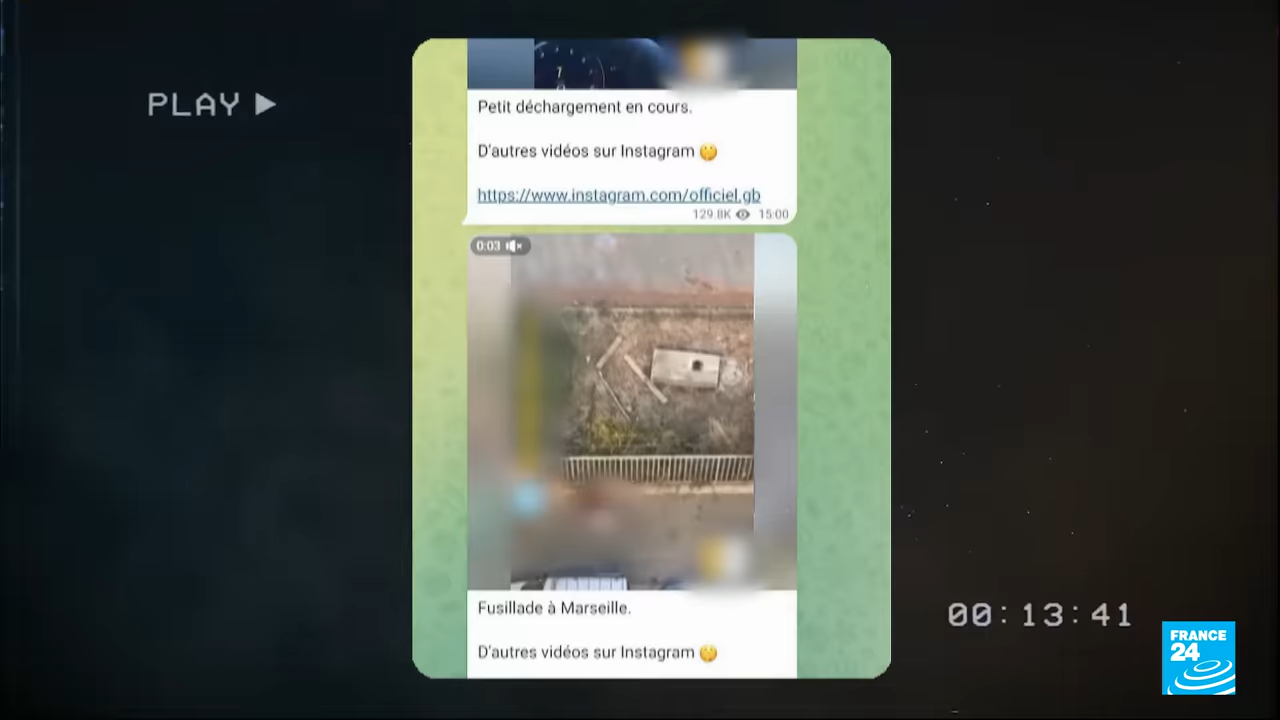 PLAY
Petit déchargement en cours.
D'autres vidéos sur Instagram
https://www.instagram.com/officiel.gb
129.8K 15:00
0:03
Fusillade à Marseille.
D'autres vidéos sur Instagram
00:13:41
FRANCE
24